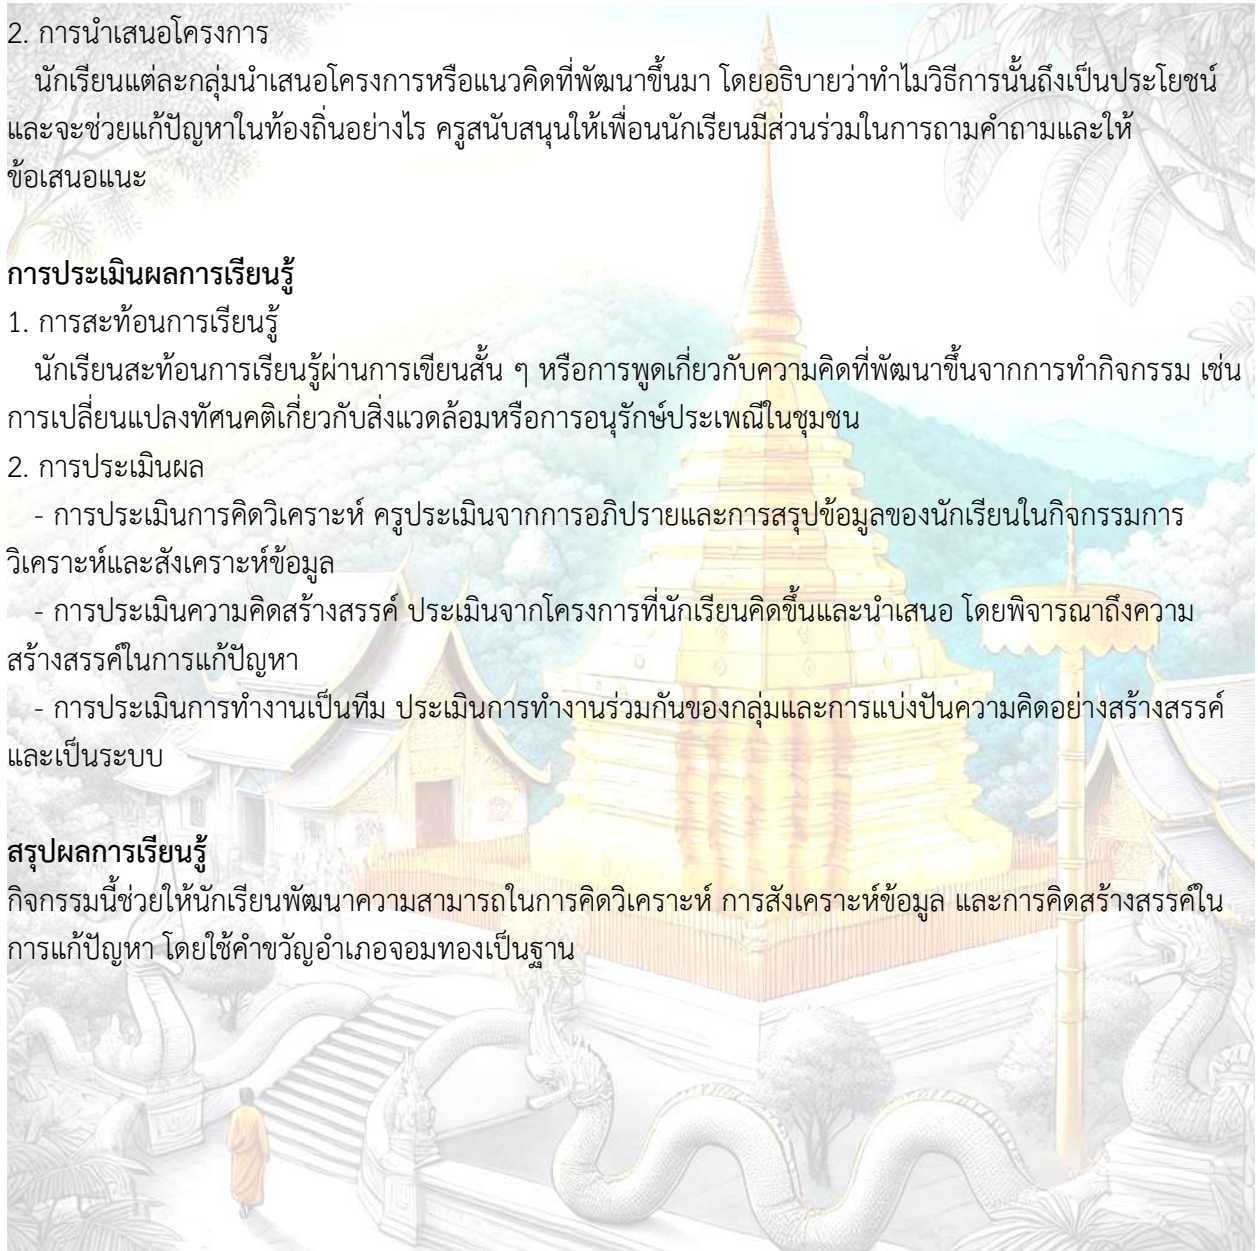 2. การนำเสนอโครงการ
นักเรียนแต่ละกลุ่มนำเสนอโครงการหรือแนวคิดที่พัฒนาขึ้นมา โดยอธิบายว่าทำไมวิธีการนั้นถึงเป็นประโยชน์
และจะช่วยแก้ปัญหาในท้องถิ่นอย่างไร ครูสนับสนุนให้เพื่อนนักเรียนมีส่วนร่วมในการถามคำถามและให้
ข้อเสนอแนะ
การประเมินผลการเรียนรู้
1. การสะท้อนการเรียนรู้
นักเรียนสะท้อนการเรียนรู้ผ่านการเขียนสั้น ๆ หรือการพูดเกี่ยวกับความคิดที่พัฒนาขึ้นจากการทำกิจกรรม เช่น
การเปลี่ยนแปลงทัศนคติเกี่ยวกับสิ่งแวดล้อมหรือการอนุรักษ์ประเพณีในชุมชน
2. การประเมินผล
- การประเมินการคิดวิเคราะห์ ครูประเมินจากการอภิปรายและการสรุปข้อมูลของนักเรียนในกิจกรรมการ
วิเคราะห์และสังเคราะห์ข้อมูล
- การประเมินความคิดสร้างสรรค์ ประเมินจากโครงการที่นักเรียนคิดขึ้นและนำเสนอ โดยพิจารณาถึงความ
สร้างสรรค์ในการแก้ปัญหา
- การประเมินการทำงานเป็นทีม ประเมินการทำงานร่วมกันของกลุ่มและการแบ่งปันความคิดอย่างสร้างสรรค์
และเป็นระบบ
สรุปผลการเรียนรู้
กิจกรรมนี้ช่วยให้นักเรียนพัฒนาความสามารถในการคิดวิเคราะห์ การสังเคราะห์ข้อมูล และการคิดสร้างสรรค์ใน
การแก้ปัญหา โดยใช้คำขวัญอำเภอจอมทองเป็นฐาน